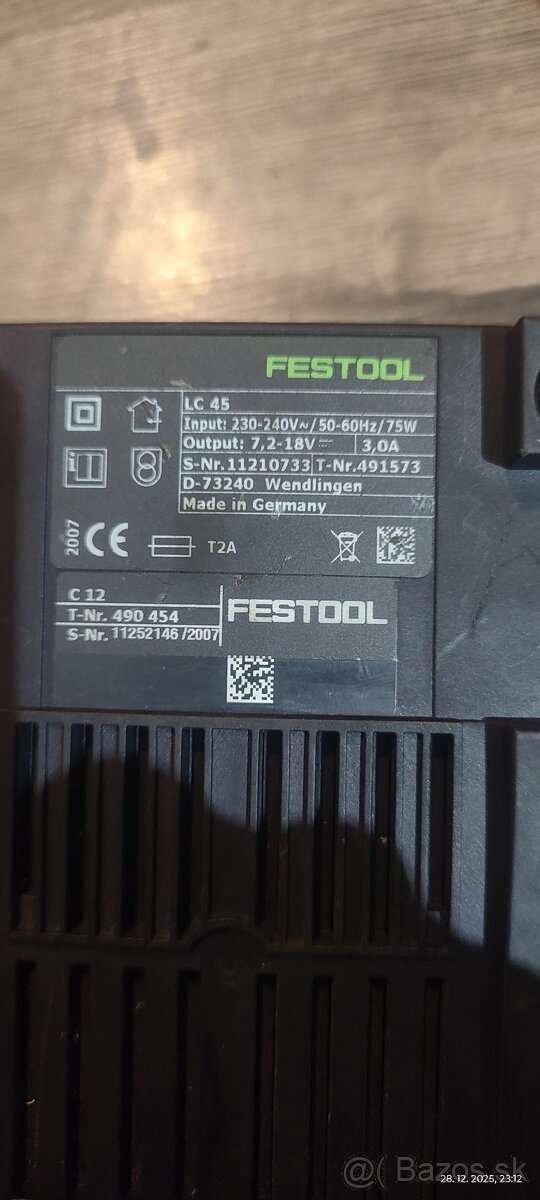 FESTOOL
LC 45
Input: 230-240V~/50-60Hz/75W
Output: 7,2-18V 3,0A
S-Nr.11210733 T-Nr.491573
D-73240 Wendlingen
Made in Germany
2007 CE T2A
C 12
T-Nr. 490 454
S-Nr. 11252146 /2007
FESTOOL
@ Bazos.sk
28. 12. 2025, 23:12